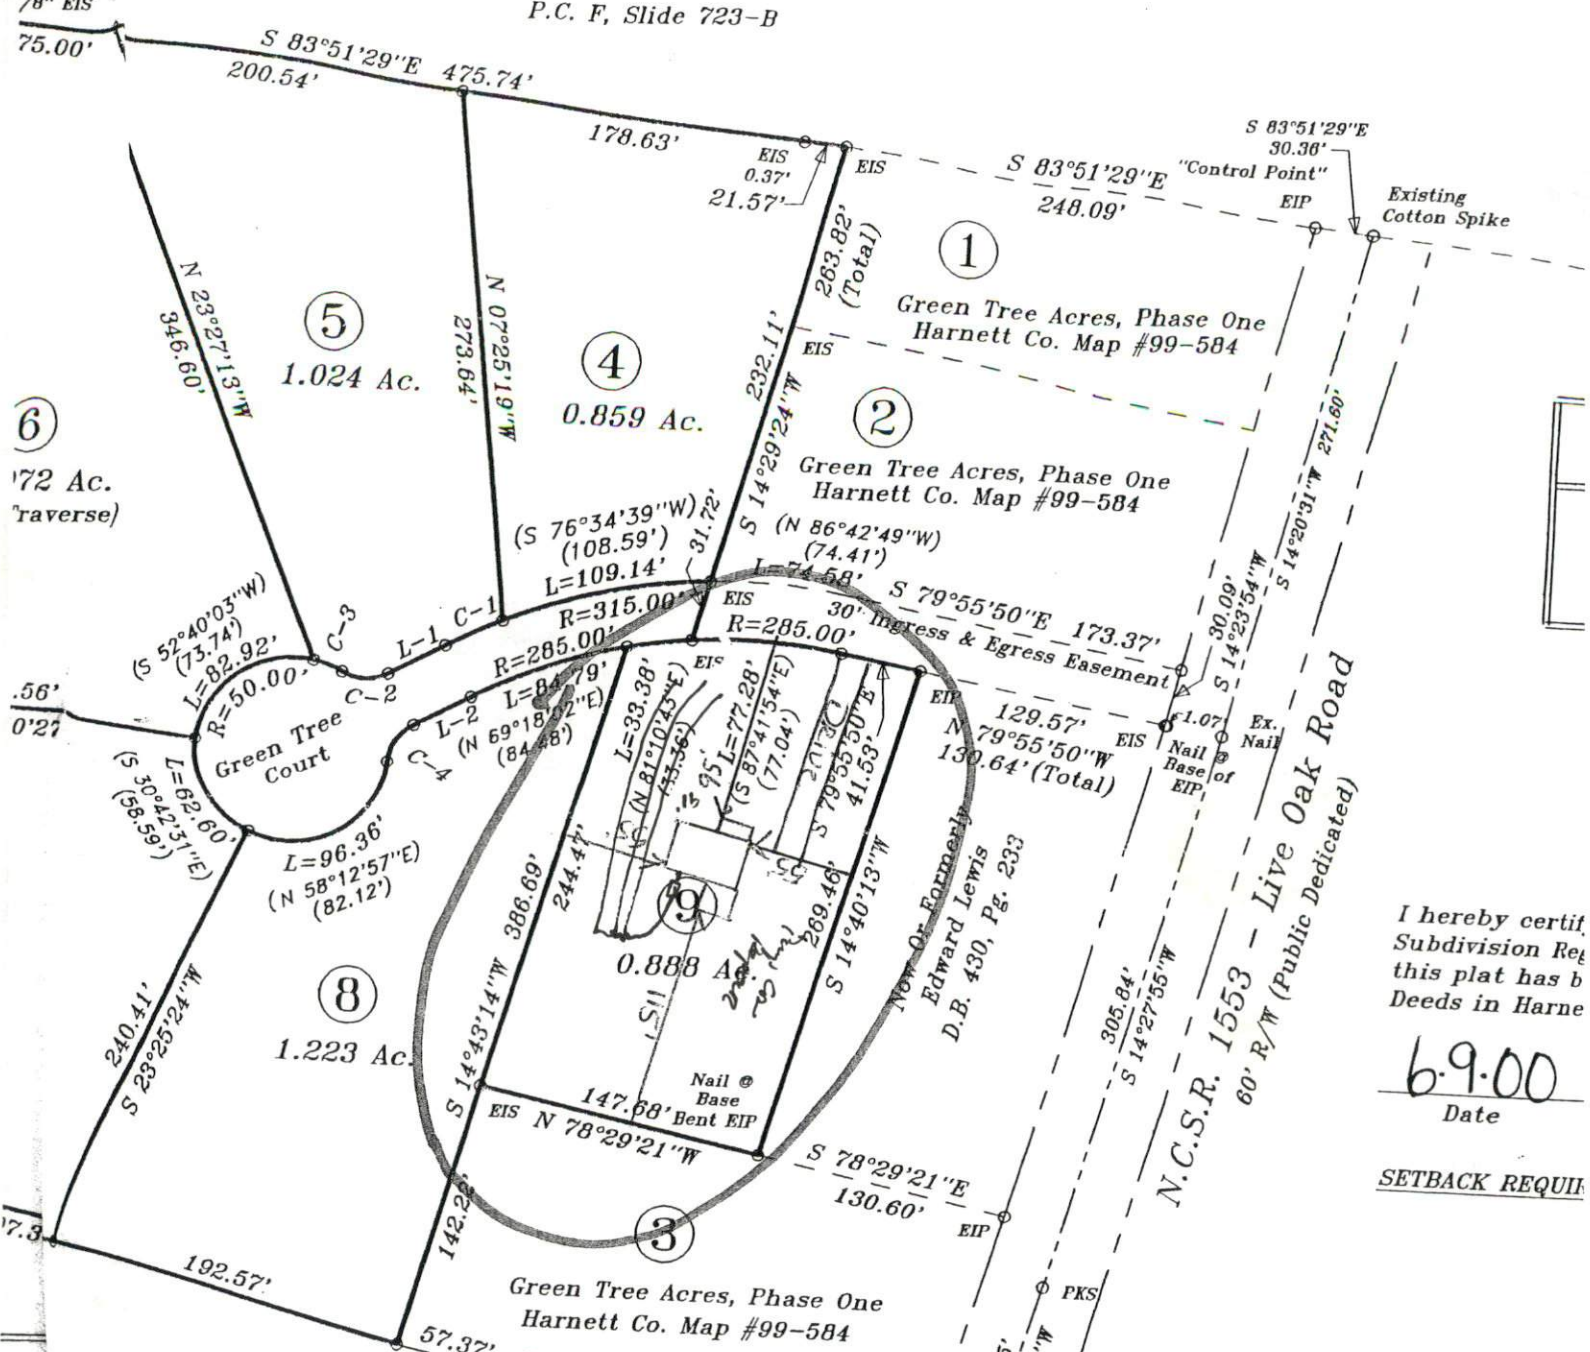 78" EIS
75.00'
P.C. F, Slide 723-B
S 83°51'29"E 475.74'
200.54'
178.63'
EIS
0.37'
21.57'
EIS
S 83°51'29"E
248.09'
S 83°51'29"E
30.36'
"Control Point"
EIP
Existing
Cotton Spike
263.82'
(Total)
1
Green Tree Acres, Phase One
Harnett Co. Map #99-584
N 23°27'13"W
346.60'
5
1.024 Ac.
N 07°25'19"W
273.64'
4
0.859 Ac.
232.11'
S 14°29'24"W
EIS
2
Green Tree Acres, Phase One
Harnett Co. Map #99-584
S 14°20'31"W 271.60'
6
72 Ac.
raverse)
(S 76°34'39"W)
(108.59')
L=109.14'
31.72'
(N 86°42'49"W)
(74.41')
L=74.58'
S 79°55'50"E 173.37'
30' Ingress & Egress Easement
EIS
R=315.00'
R=285.00'
R=285.00'
30.09'
S 14°23'54"W
(S 52°40'03"W)
(73.74')
L=82.92'
R=50.00'
C-3
C-2
L-1
C-1
L=84.79'
(N 69°18'02"E)
(84.48')
L-2
C-4
.56'
0'27
Green Tree
Court
L=62.60'
(S 30°42'31"E)
(58.59')
L=96.36'
(N 58°12'57"E)
(82.12')
EIS
L=33.38'
(N 81°10'43"E)
(33.36')
L=77.28'
(S 87°41'54"E)
(77.04')
S 79°55'50"E
41.53'
EIP
129.57'
N 79°55'50"W
130.64' (Total)
EIS
1.07'
Ex.
Nail
Nail @
Base of
EIP
95'
55'
115'
386.69'
244.47'
S 14°43'14"W
9
0.888 Ac.
269.46'
S 14°40'13"W
Now Or Formerly
Edward Lewis
D.B. 430, Pg. 233
N.C.S.R. 1553 - Live Oak Road
60' R/W (Public Dedicated)
305.84'
S 14°27'55"W
I hereby certif
Subdivision Reg
this plat has b
Deeds in Harne
6·9·00
Date
SETBACK REQUIR
8
1.223 Ac.
240.41'
S 23°25'24"W
EIS
147.68'
N 78°29'21"W
Nail @
Base
Bent EIP
S 78°29'21"E
130.60'
EIP
142.22'
3
Green Tree Acres, Phase One
Harnett Co. Map #99-584
PKS
7.3
192.57'
57.37'